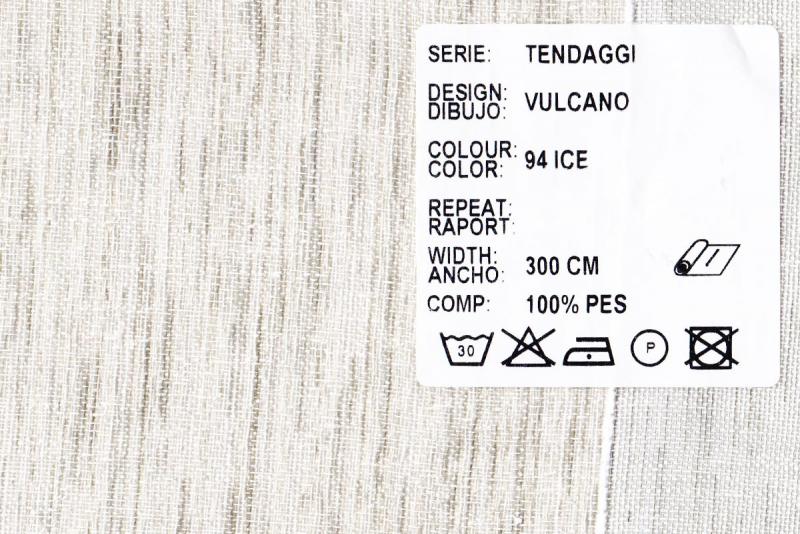 SERIE: TENDAGGI
DESIGN:
DIBUJO: VULCANO
COLOUR:
COLOR: 94 ICE
REPEAT:
RAPORT:
WIDTH:
ANCHO: 300 CM
COMP: 100% PES
30 P